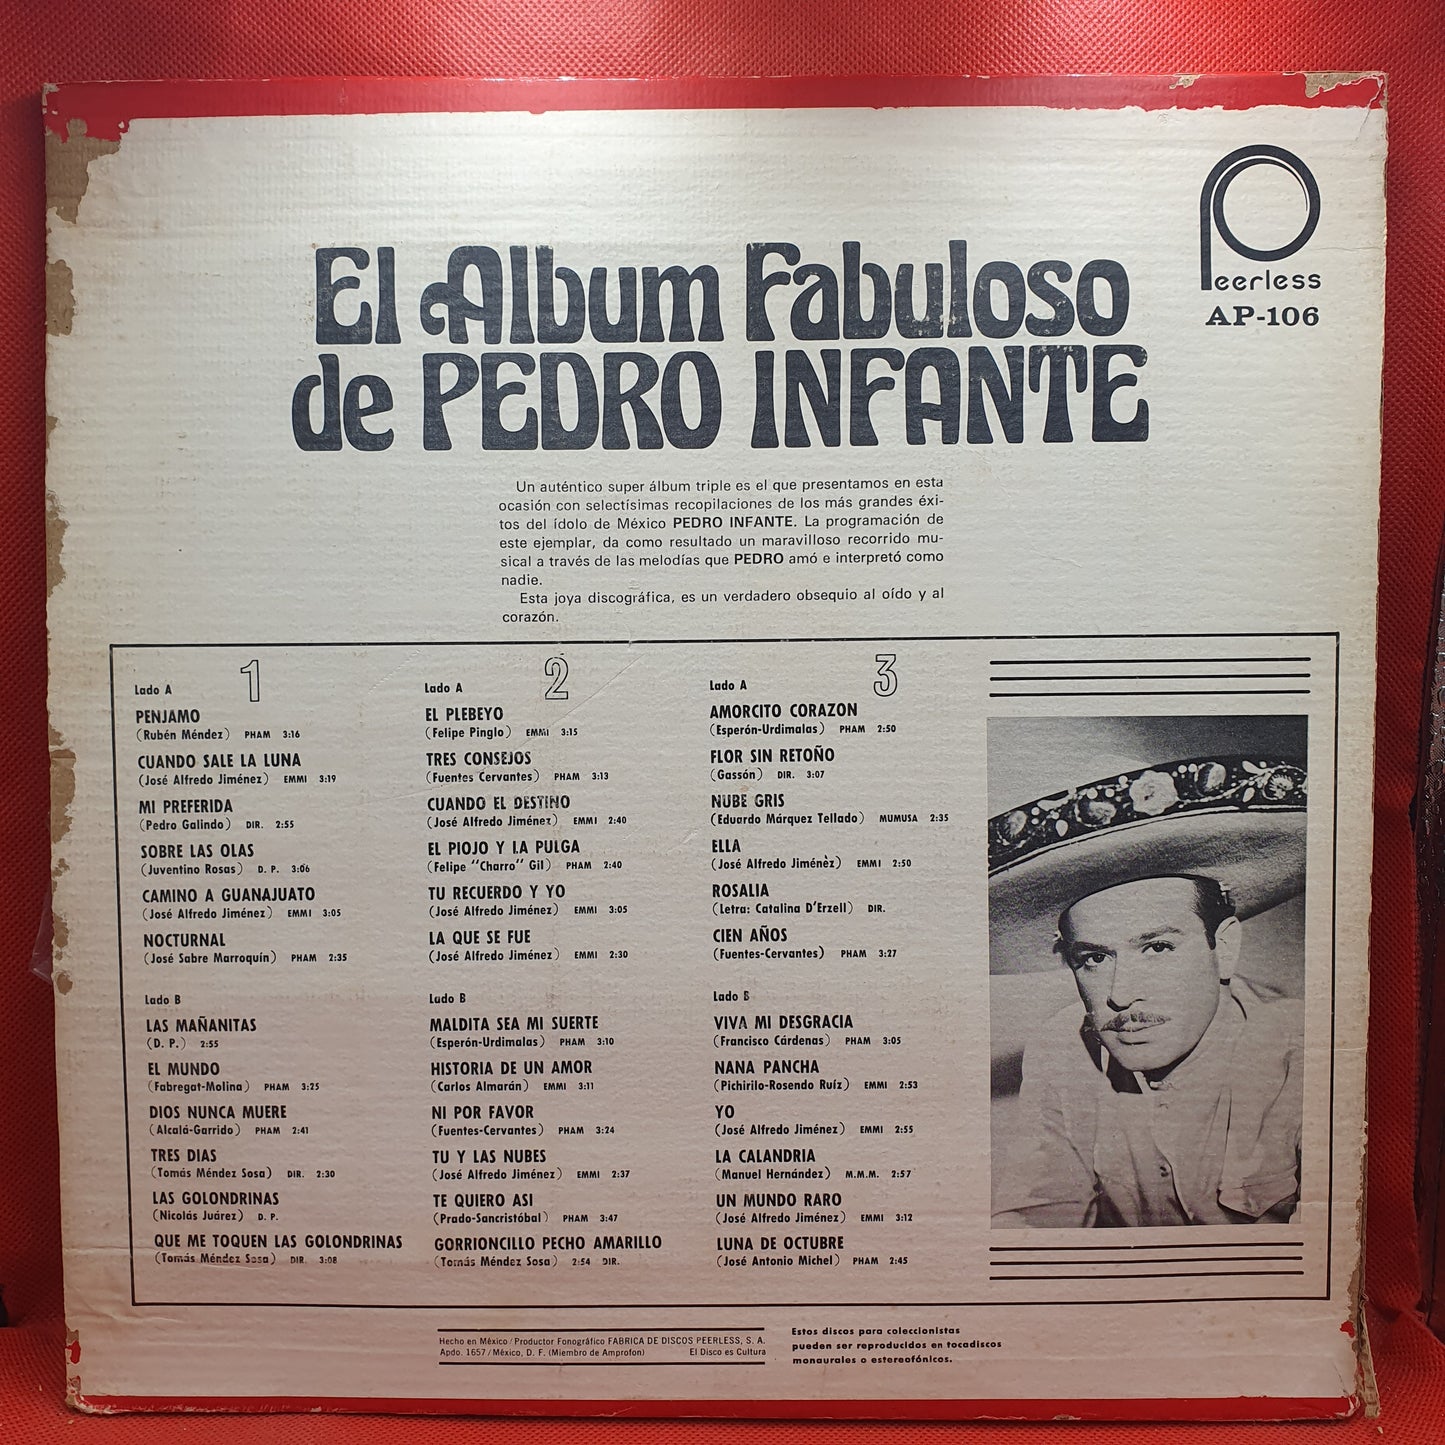 Peerless
AP-106
El Album Fabuloso
de PEDRO INFANTE
Un auténtico super álbum triple es el que presentamos en esta
ocasión con selectísimas recopilaciones de los más grandes éxi-
tos del ídolo de México PEDRO INFANTE. La programación de
este ejemplar, da como resultado un maravilloso recorrido mu-
sical a través de las melodías que PEDRO amó e interpretó como
nadie.
Esta joya discográfica, es un verdadero obsequio al oído y al
corazón.
1
Lado A
PENJAMO
(Rubén Méndez) PHAM 3:16
CUANDO SALE LA LUNA
(José Alfredo Jiménez) EMMI 3:19
MI PREFERIDA
(Pedro Galindo) DIR. 2:55
SOBRE LAS OLAS
(Juventino Rosas) D. P. 3:06
CAMINO A GUANAJUATO
(José Alfredo Jiménez) EMMI 3:05
NOCTURNAL
(José Sabre Marroquín) PHAM 2:35
Lado B
LAS MAÑANITAS
(D. P.) 2:55
EL MUNDO
(Fabregat-Molina) PHAM 3:25
DIOS NUNCA MUERE
(Alcalá-Garrido) PHAM 2:41
TRES DIAS
(Tomás Méndez Sosa) DIR. 2:30
LAS GOLONDRINAS
(Nicolás Juárez) D. P.
QUE ME TOQUEN LAS GOLONDRINAS
(Tomás Méndez Sosa) DIR. 3:08
2
Lado A
EL PLEBEYO
(Felipe Pinglo) EMMI 3:15
TRES CONSEJOS
(Fuentes Cervantes) PHAM 3:13
CUANDO EL DESTINO
(José Alfredo Jiménez) EMMI 2:40
EL PIOJO Y LA PULGA
(Felipe "Charro" Gil) PHAM 2:40
TU RECUERDO Y YO
(José Alfredo Jiménez) EMMI 3:05
LA QUE SE FUE
(José Alfredo Jiménez) EMMI 2:30
Lado B
MALDITA SEA MI SUERTE
(Esperón-Urdimalas) PHAM 3:10
HISTORIA DE UN AMOR
(Carlos Almarán) EMMI 3:11
NI POR FAVOR
(Fuentes-Cervantes) PHAM 3:24
TU Y LAS NUBES
(José Alfredo Jiménez) EMMI 2:37
TE QUIERO ASI
(Prado-Sancristóbal) PHAM 3:47
GORRIONCILLO PECHO AMARILLO
(Tomás Méndez Sosa) 2:54 DIR.
3
Lado A
AMORCITO CORAZON
(Esperón-Urdimalas) PHAM 2:50
FLOR SIN RETOÑO
(Gassón) DIR. 3:07
NUBE GRIS
(Eduardo Márquez Tellado) MUMUSA 2:35
ELLA
(José Alfredo Jiménèz) EMMI 2:50
ROSALIA
(Letra: Catalina D'Erzell) DIR.
CIEN AÑOS
(Fuentes-Cervantes) PHAM 3:27
Lado B
VIVA MI DESGRACIA
(Francisco Cárdenas) PHAM 3:05
NANA PANCHA
(Pichirilo-Rosendo Ruíz) EMMI 2:53
YO
(José Alfredo Jiménez) EMMI 2:55
LA CALANDRIA
(Manuel Hernández) M.M.M. 2:57
UN MUNDO RARO
(José Alfredo Jiménez) EMMI 3:12
LUNA DE OCTUBRE
(José Antonio Michel) PHAM 2:45
Hecho en México/Productor Fonográfico FABRICA DE DISCOS PEERLESS, S. A.
Apdo. 1657/México, D. F. (Miembro de Amprofon) El Disco es Cultura
Estos discos para coleccionistas
pueden ser reproducidos en tocadiscos
monaurales o estereofónicos.